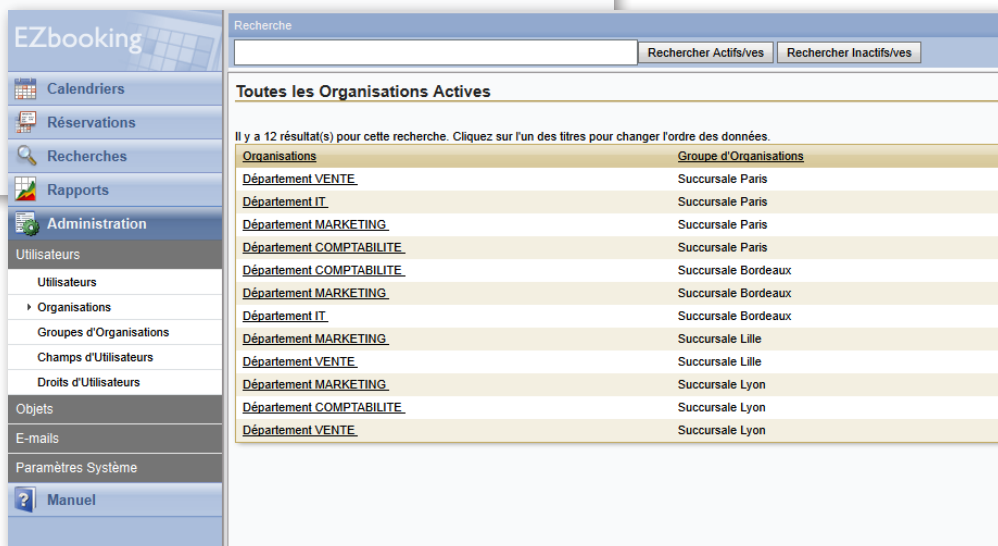 EZbooking
Calendriers
Réservations
Recherches
Rapports
Administration
Utilisateurs
Utilisateurs
Organisations
Groupes d'Organisations
Champs d'Utilisateurs
Droits d'Utilisateurs
Objets
E-mails
Paramètres Système
Manuel
Recherche
Rechercher Actifs/ves Rechercher Inactifs/ves
Toutes les Organisations Actives
Il y a 12 résultat(s) pour cette recherche. Cliquez sur l'un des titres pour changer l'ordre des données.
Organisations Groupe d'Organisations
Département VENTE Succursale Paris
Département IT Succursale Paris
Département MARKETING Succursale Paris
Département COMPTABILITE Succursale Paris
Département COMPTABILITE Succursale Bordeaux
Département MARKETING Succursale Bordeaux
Département IT Succursale Bordeaux
Département MARKETING Succursale Lille
Département VENTE Succursale Lille
Département MARKETING Succursale Lyon
Département COMPTABILITE Succursale Lyon
Département VENTE Succursale Lyon